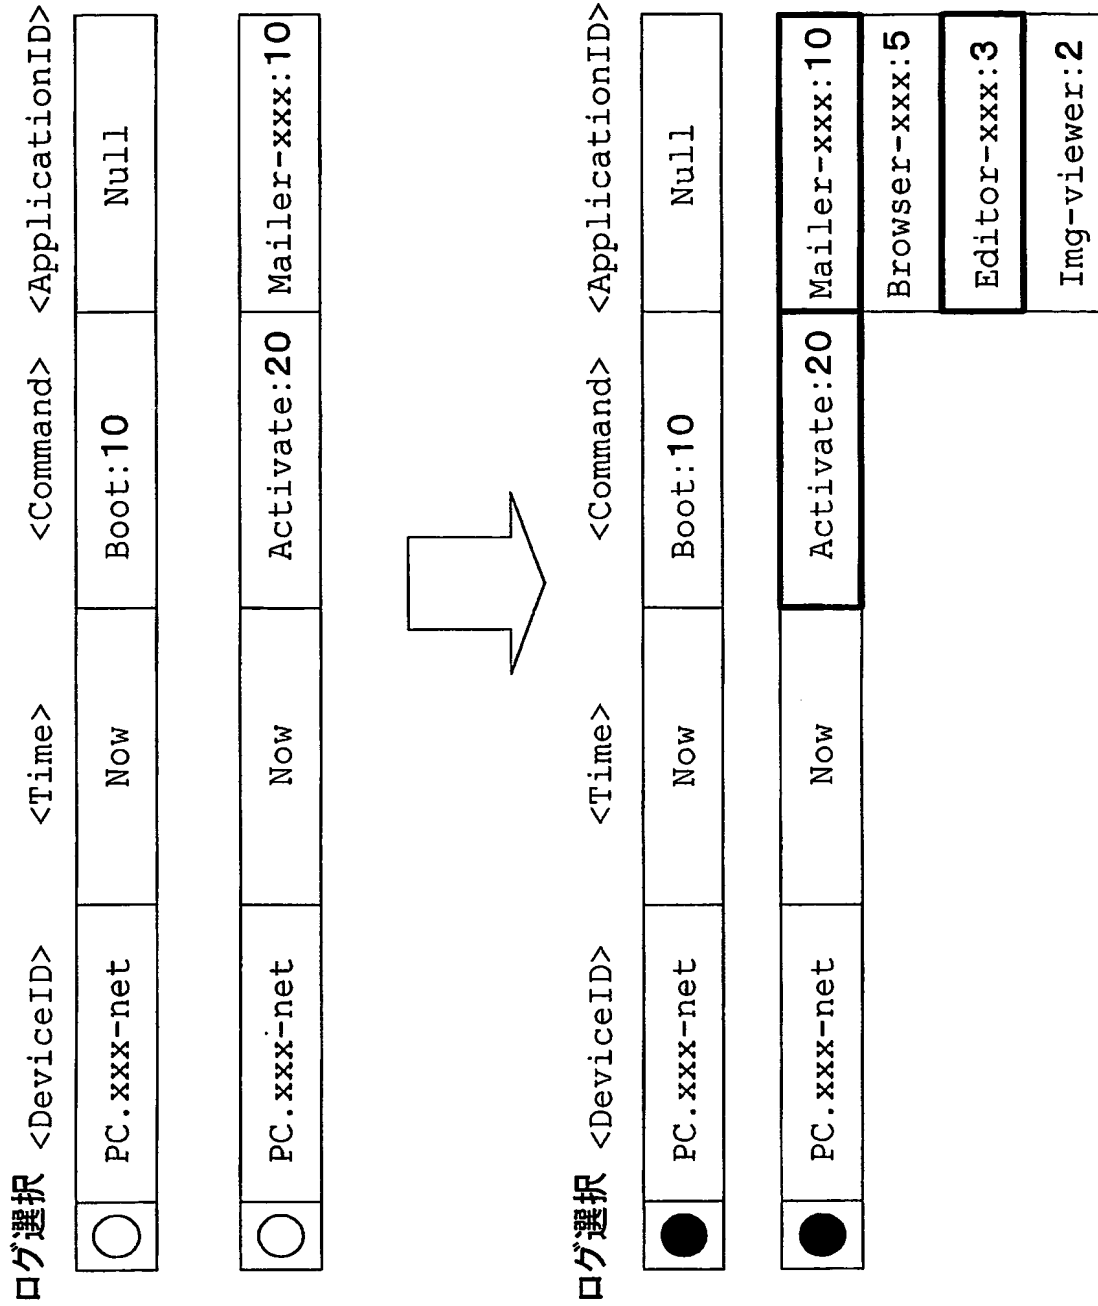 ログ選択 <DeviceID> <Time> <Command> <ApplicationID>
PC.xxx-net Now Boot:10 Null
PC.xxx-net Now Activate:20 Mailer-xxx:10
ログ選択 <DeviceID> <Time> <Command> <ApplicationID>
PC.xxx-net Now Boot:10 Null
PC.xxx-net Now Activate:20 Mailer-xxx:10
Browser-xxx:5
Editor-xxx:3
Img-viewer:2